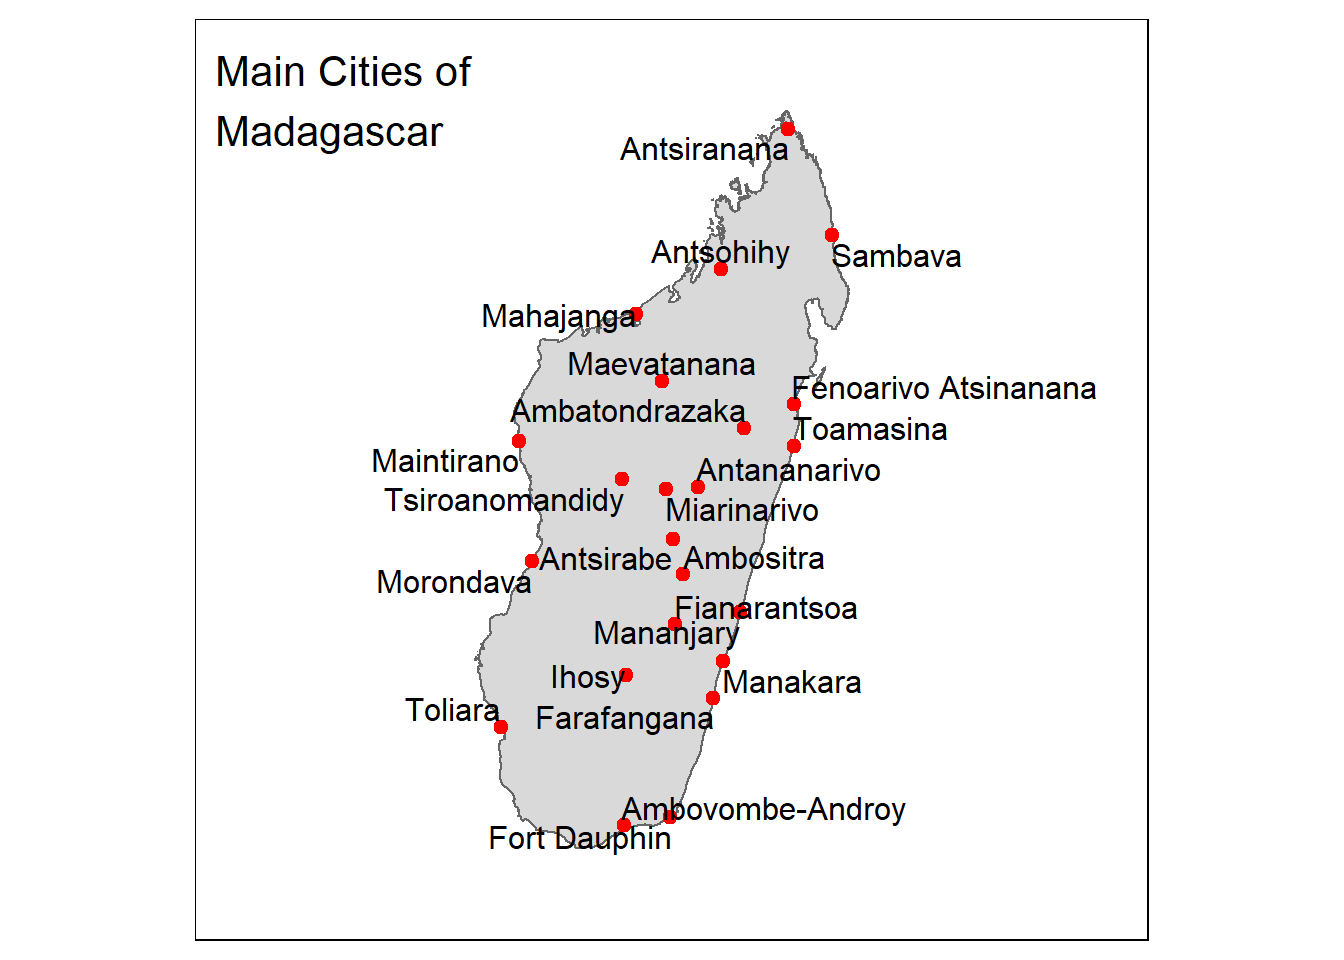 Main Cities of
Madagascar
Antsiranana
Antsohihy
Sambava
Mahajanga
Maevatanana
Fenoarivo Atsinanana
Ambatondrazaka
Toamasina
Maintirano
Antananarivo
Tsiroanomandidy
Miarinarivo
Antsirabe
Ambositra
Morondava
Fianarantsoa
Mananjary
Ihosy
Manakara
Toliara
Farafangana
Ambovombe-Androy
Fort Dauphin